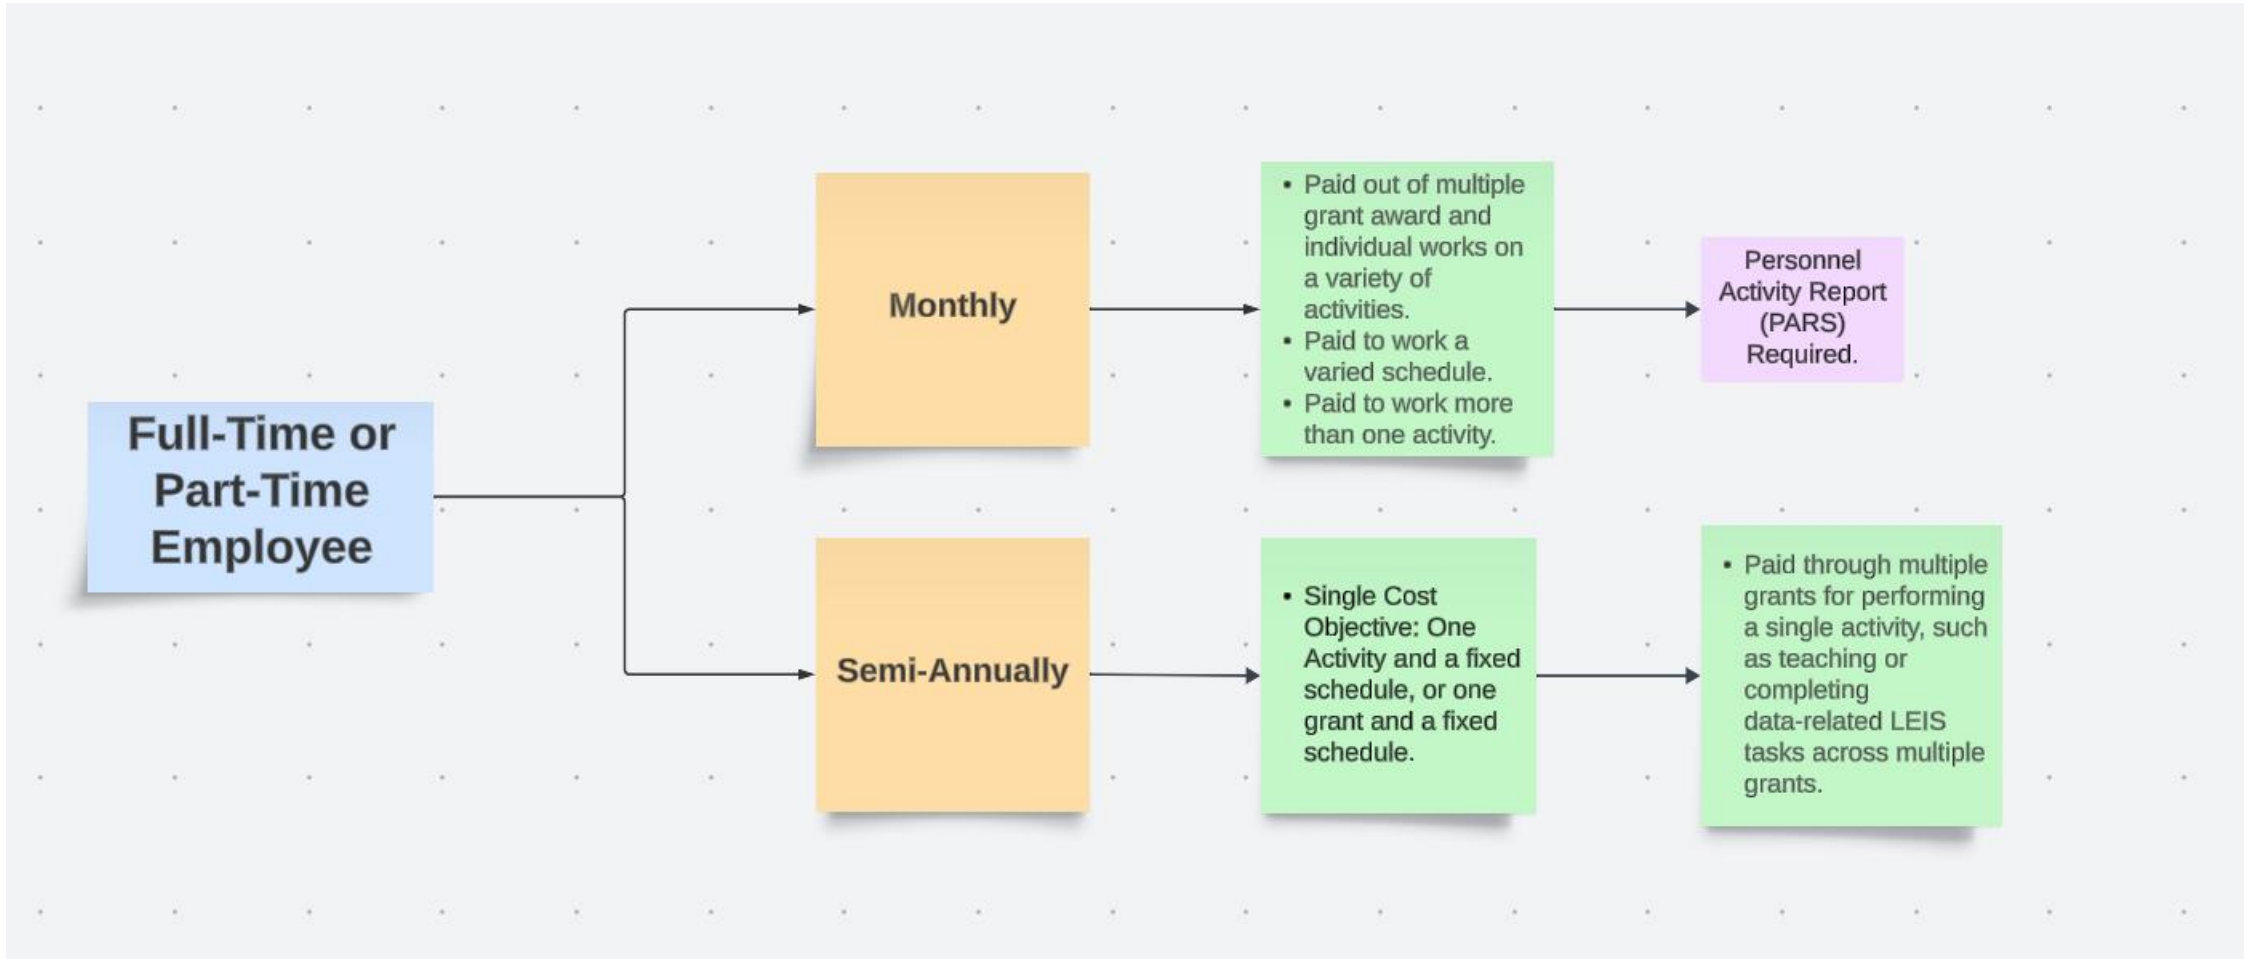 Full-Time or
Part-Time
Employee
Monthly
• Paid out of multiple
grant award and
individual works on
a variety of
activities.
• Paid to work a
varied schedule.
• Paid to work more
than one activity.
Personnel
Activity Report
(PARS)
Required.
Semi-Annually
• Single Cost
Objective: One
Activity and a fixed
schedule, or one
grant and a fixed
schedule.
• Paid through multiple
grants for performing
a single activity, such
as teaching or
completing
data-related LEIS
tasks across multiple
grants.